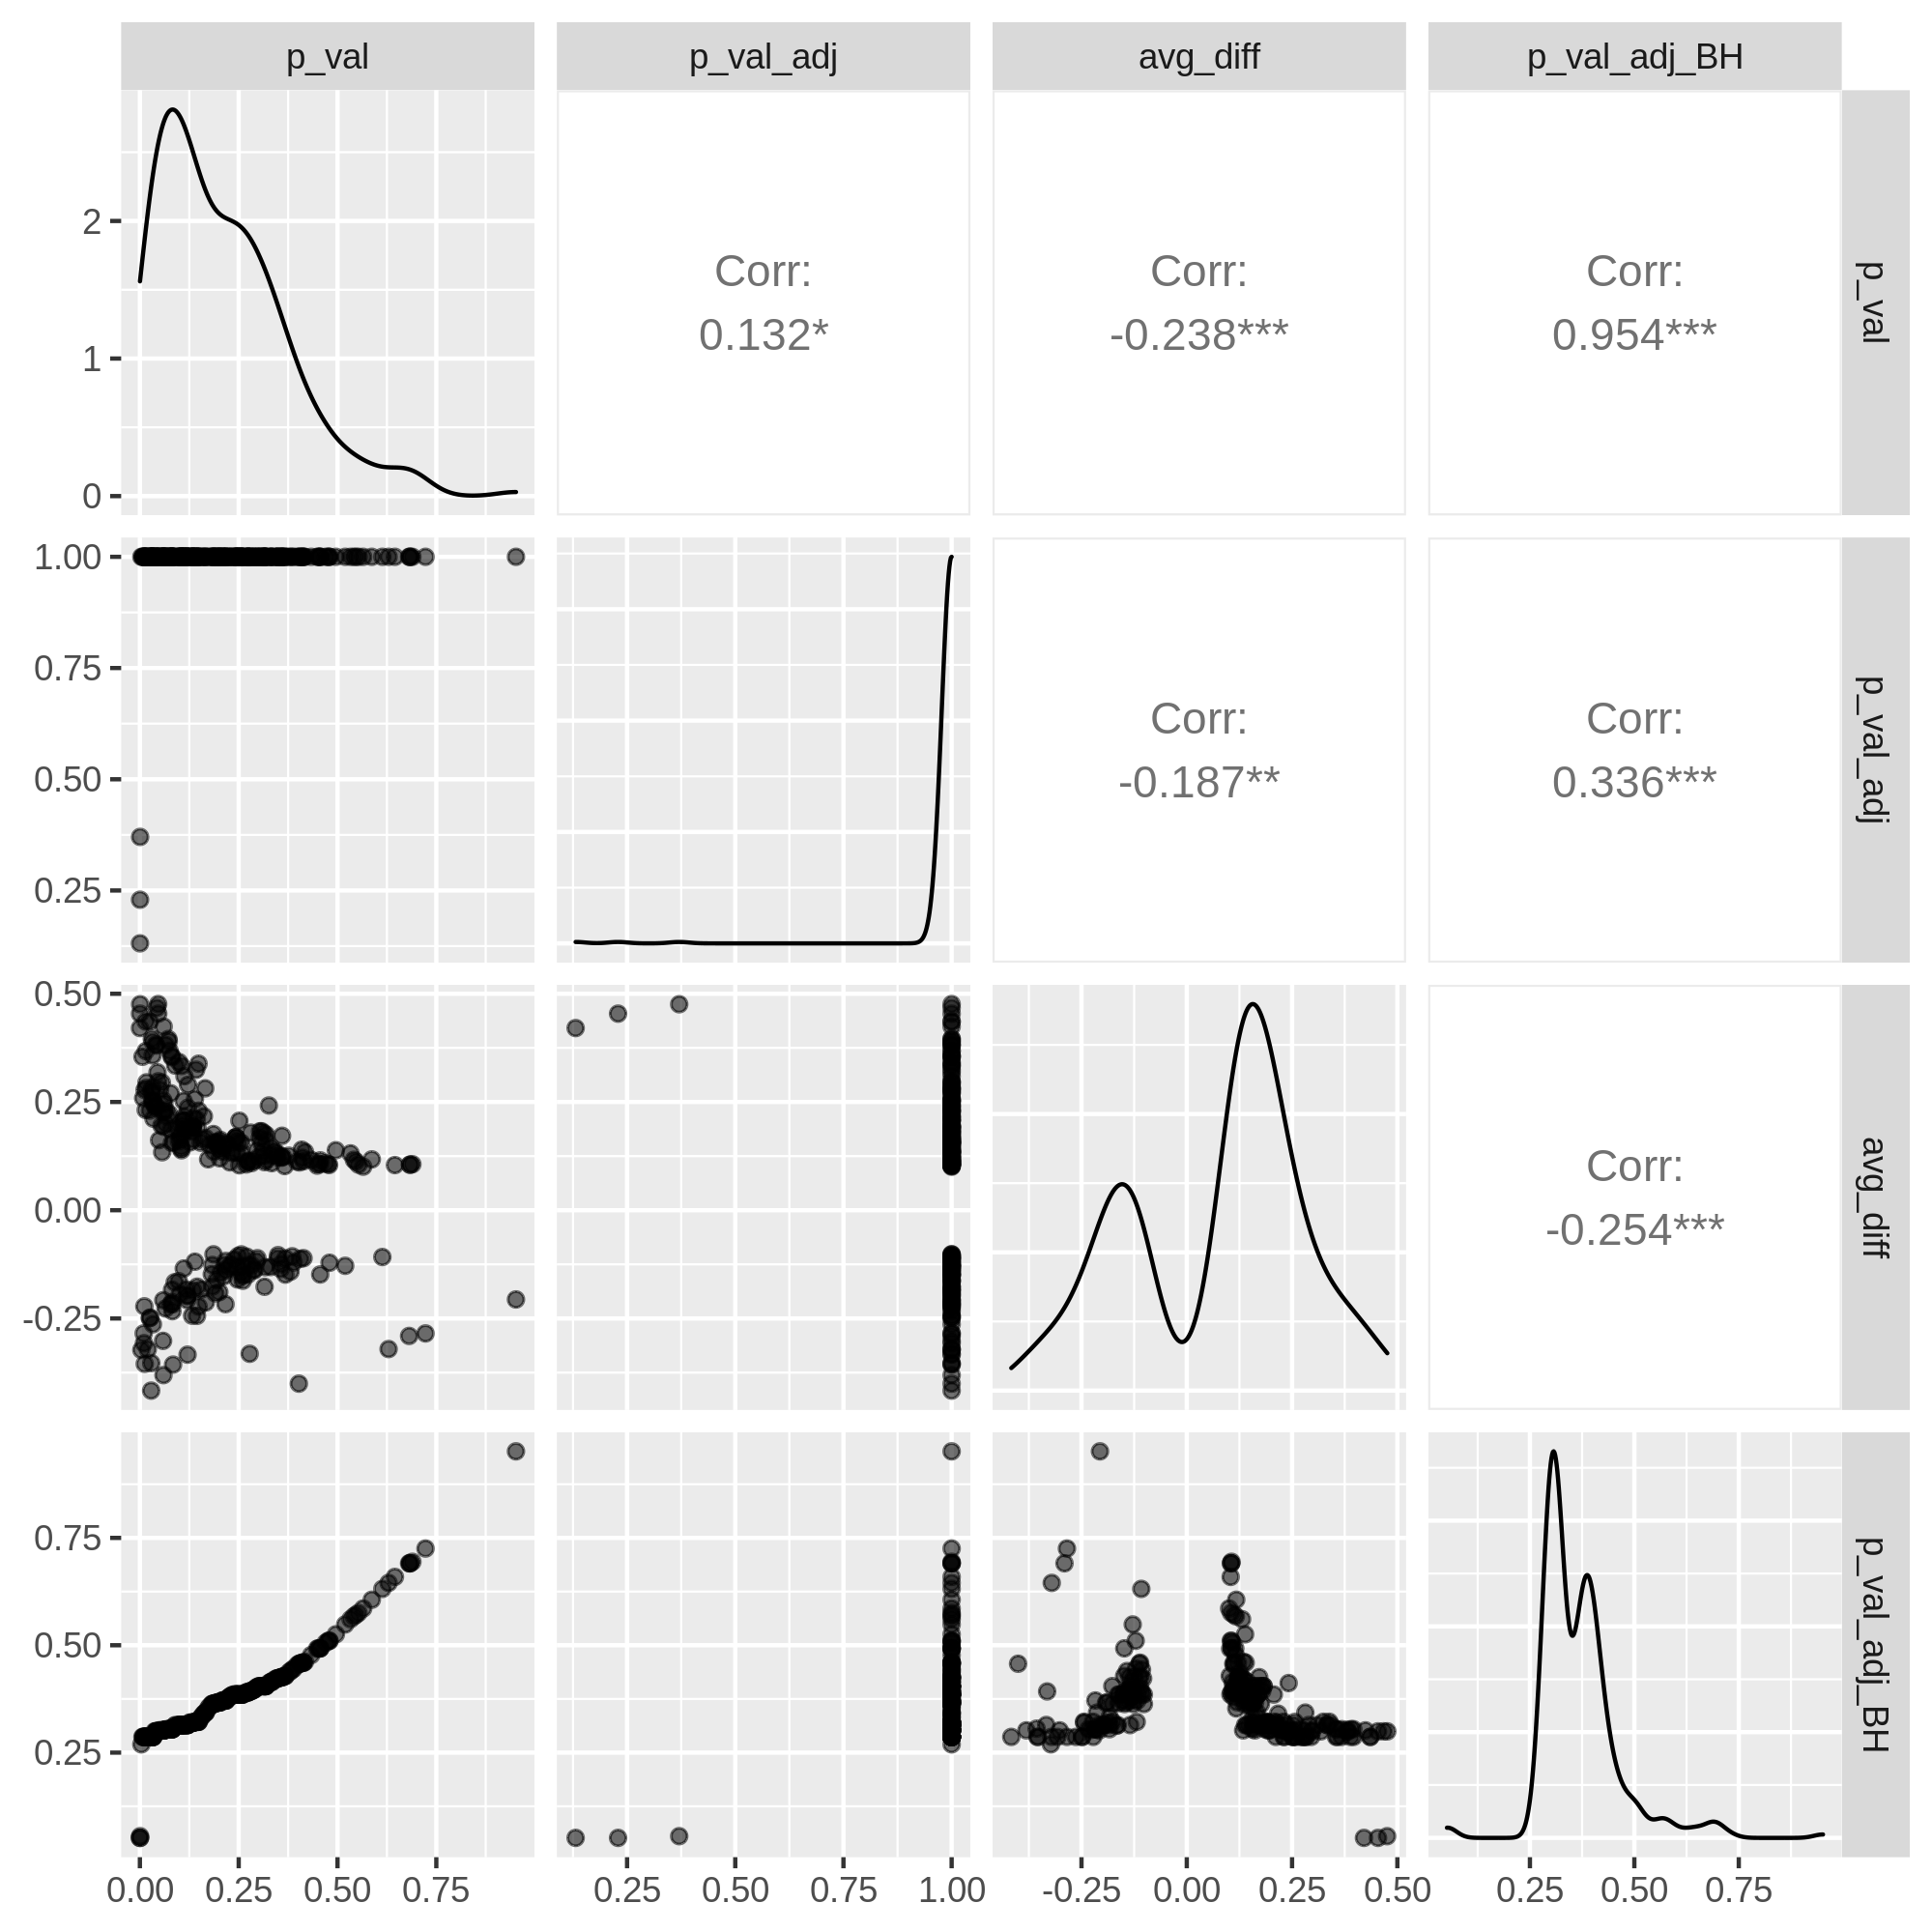 p_val p_val_adj avg_diff p_val_adj_BH
2
1
0
Corr:
0.132*
Corr:
-0.238***
Corr:
0.954***
p_val
1.00
0.75
0.50
0.25
Corr:
-0.187**
Corr:
0.336***
p_val_adj
0.50
0.25
0.00
-0.25
Corr:
-0.254***
avg_diff
0.75
0.50
0.25
p_val_adj_BH
0.00 0.25 0.50 0.75 0.25 0.50 0.75 1.00 -0.25 0.00 0.25 0.50 0.25 0.50 0.75